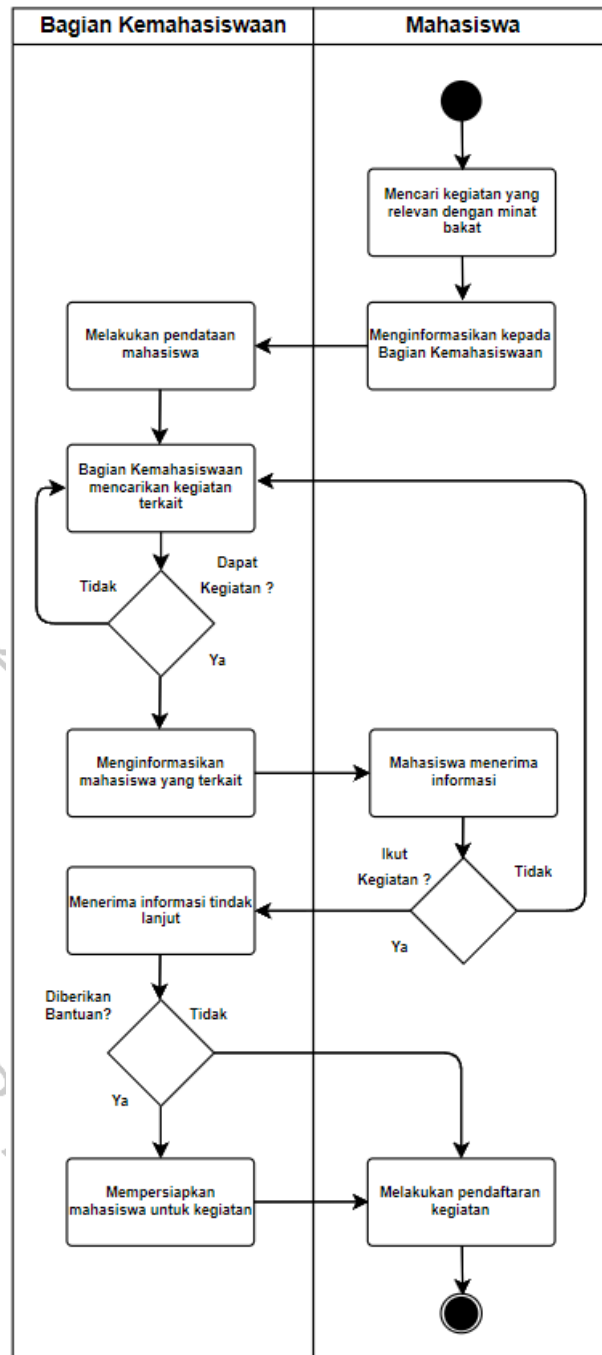 Bagian Kemahasiswaan
Mahasiswa
Mencari kegiatan yang
relevan dengan minat
bakat
Melakukan pendataan
mahasiswa
Menginformasikan kepada
Bagian Kemahasiswaan
Bagian Kemahasiswaan
mencarikan kegiatan
terkait
Dapat
Kegiatan ?
Tidak
Ya
Menginformasikan
mahasiswa yang terkait
Mahasiswa menerima
informasi
Ikut
Kegiatan ?
Tidak
Ya
Menerima informasi tindak
lanjut
Diberikan
Bantuan?
Tidak
Ya
Mempersiapkan
mahasiswa untuk kegiatan
Melakukan pendaftaran
kegiatan